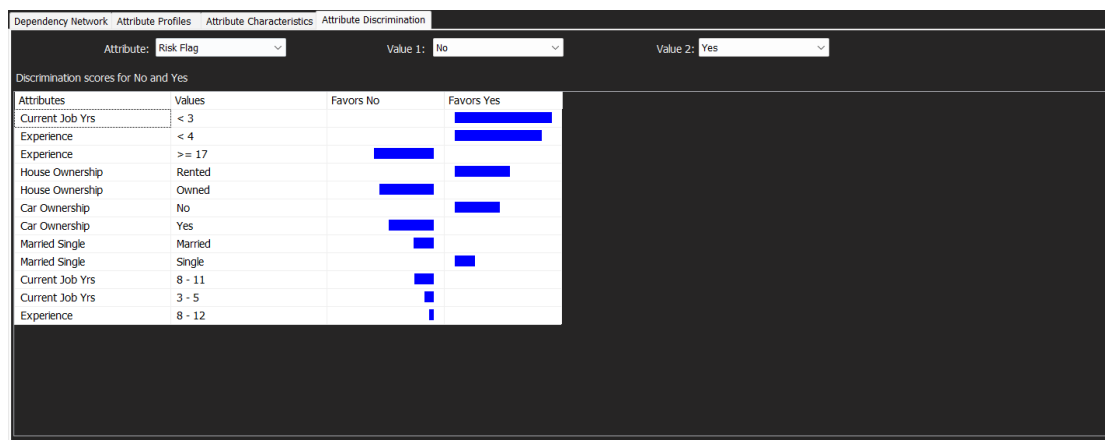 Dependency Network Attribute Profiles Attribute Characteristics Attribute Discrimination
Attribute: Risk Flag Value 1: No Value 2: Yes
Discrimination scores for No and Yes
Attributes Values Favors No Favors Yes
Current Job Yrs < 3
Experience < 4
Experience >= 17
House Ownership Rented
House Ownership Owned
Car Ownership No
Car Ownership Yes
Married Single Married
Married Single Single
Current Job Yrs 8 - 11
Current Job Yrs 3 - 5
Experience 8 - 12